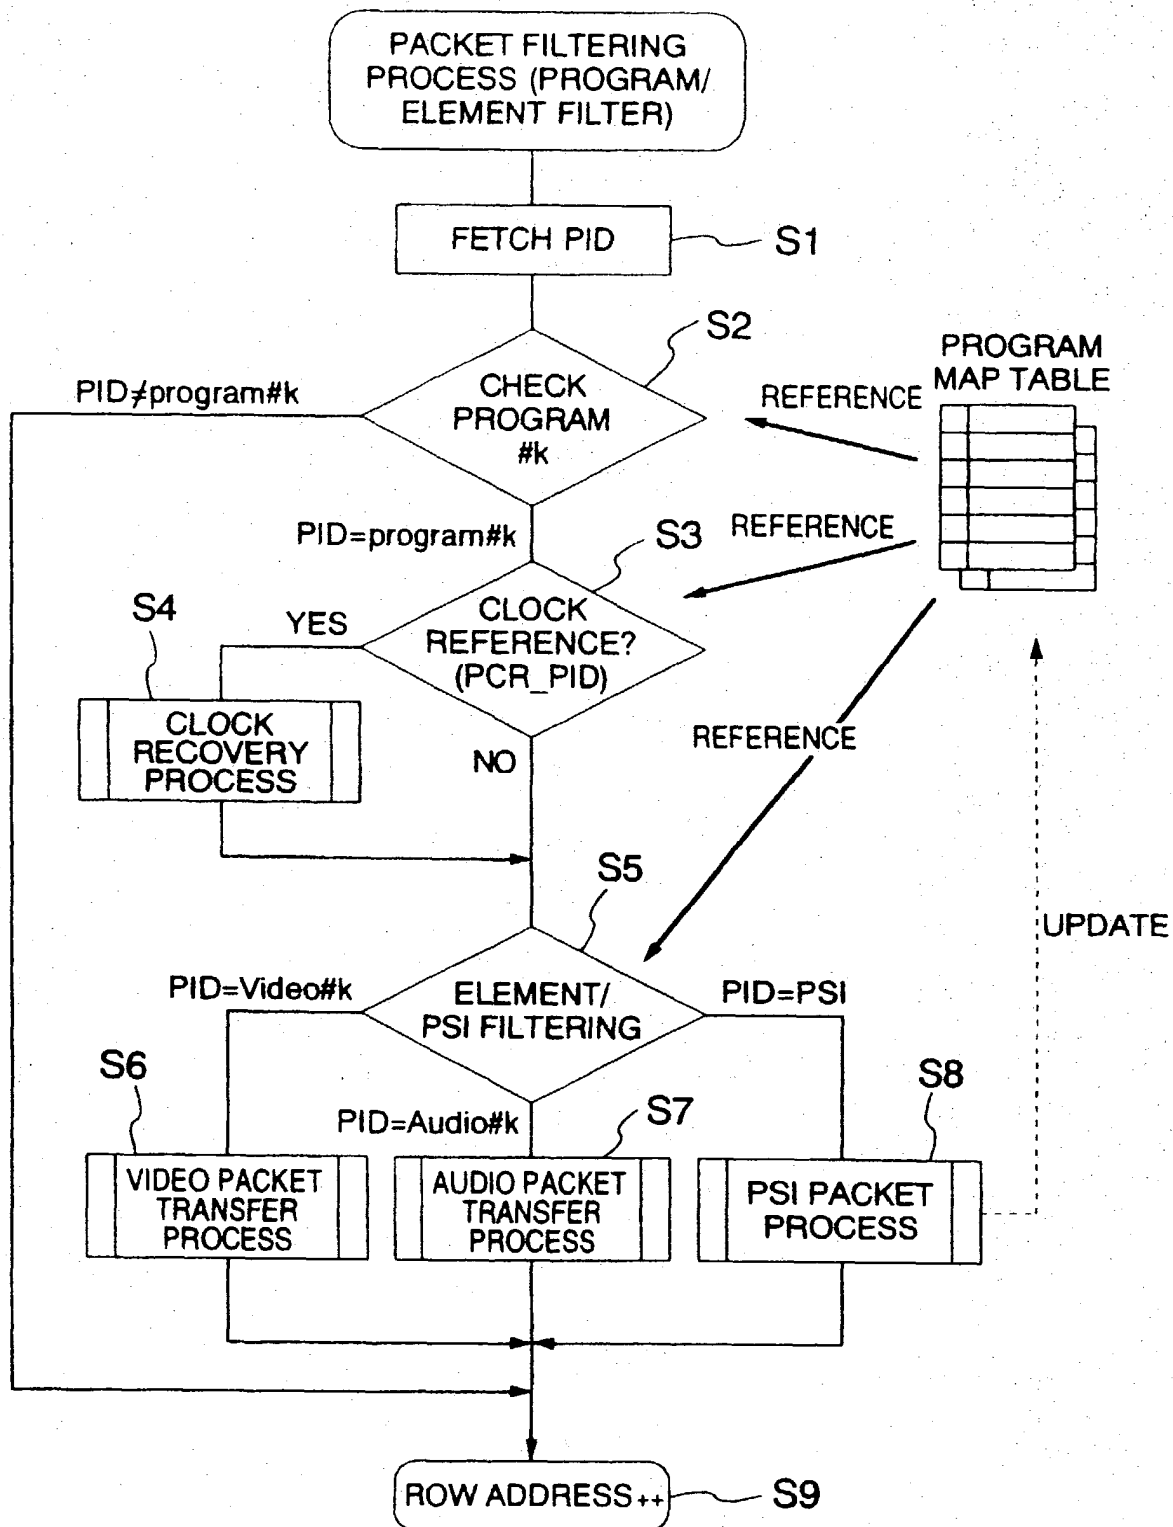 PACKET FILTERING
PROCESS (PROGRAM/
ELEMENT FILTER)
FETCH PID
S1
S2
PROGRAM
MAP TABLE
PID≠program#k
CHECK
PROGRAM
#k
REFERENCE
PID=program#k
S3
REFERENCE
S4
YES
CLOCK
REFERENCE?
(PCR_PID)
CLOCK
RECOVERY
PROCESS
NO
REFERENCE
S5
UPDATE
PID=Video#k
ELEMENT/
PSI FILTERING
PID=PSI
S6
PID=Audio#k
S7
S8
VIDEO PACKET
TRANSFER
PROCESS
AUDIO PACKET
TRANSFER
PROCESS
PSI PACKET
PROCESS
ROW ADDRESS++
S9